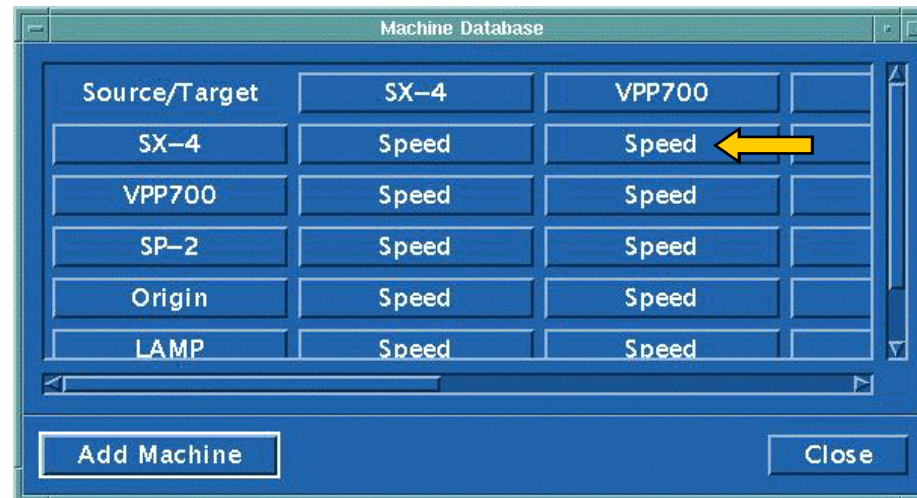 Machine Database
Source/Target SX-4 VPP700
SX-4 Speed Speed
VPP700 Speed Speed
SP-2 Speed Speed
Origin Speed Speed
LAMP Speed Speed
Add Machine Close